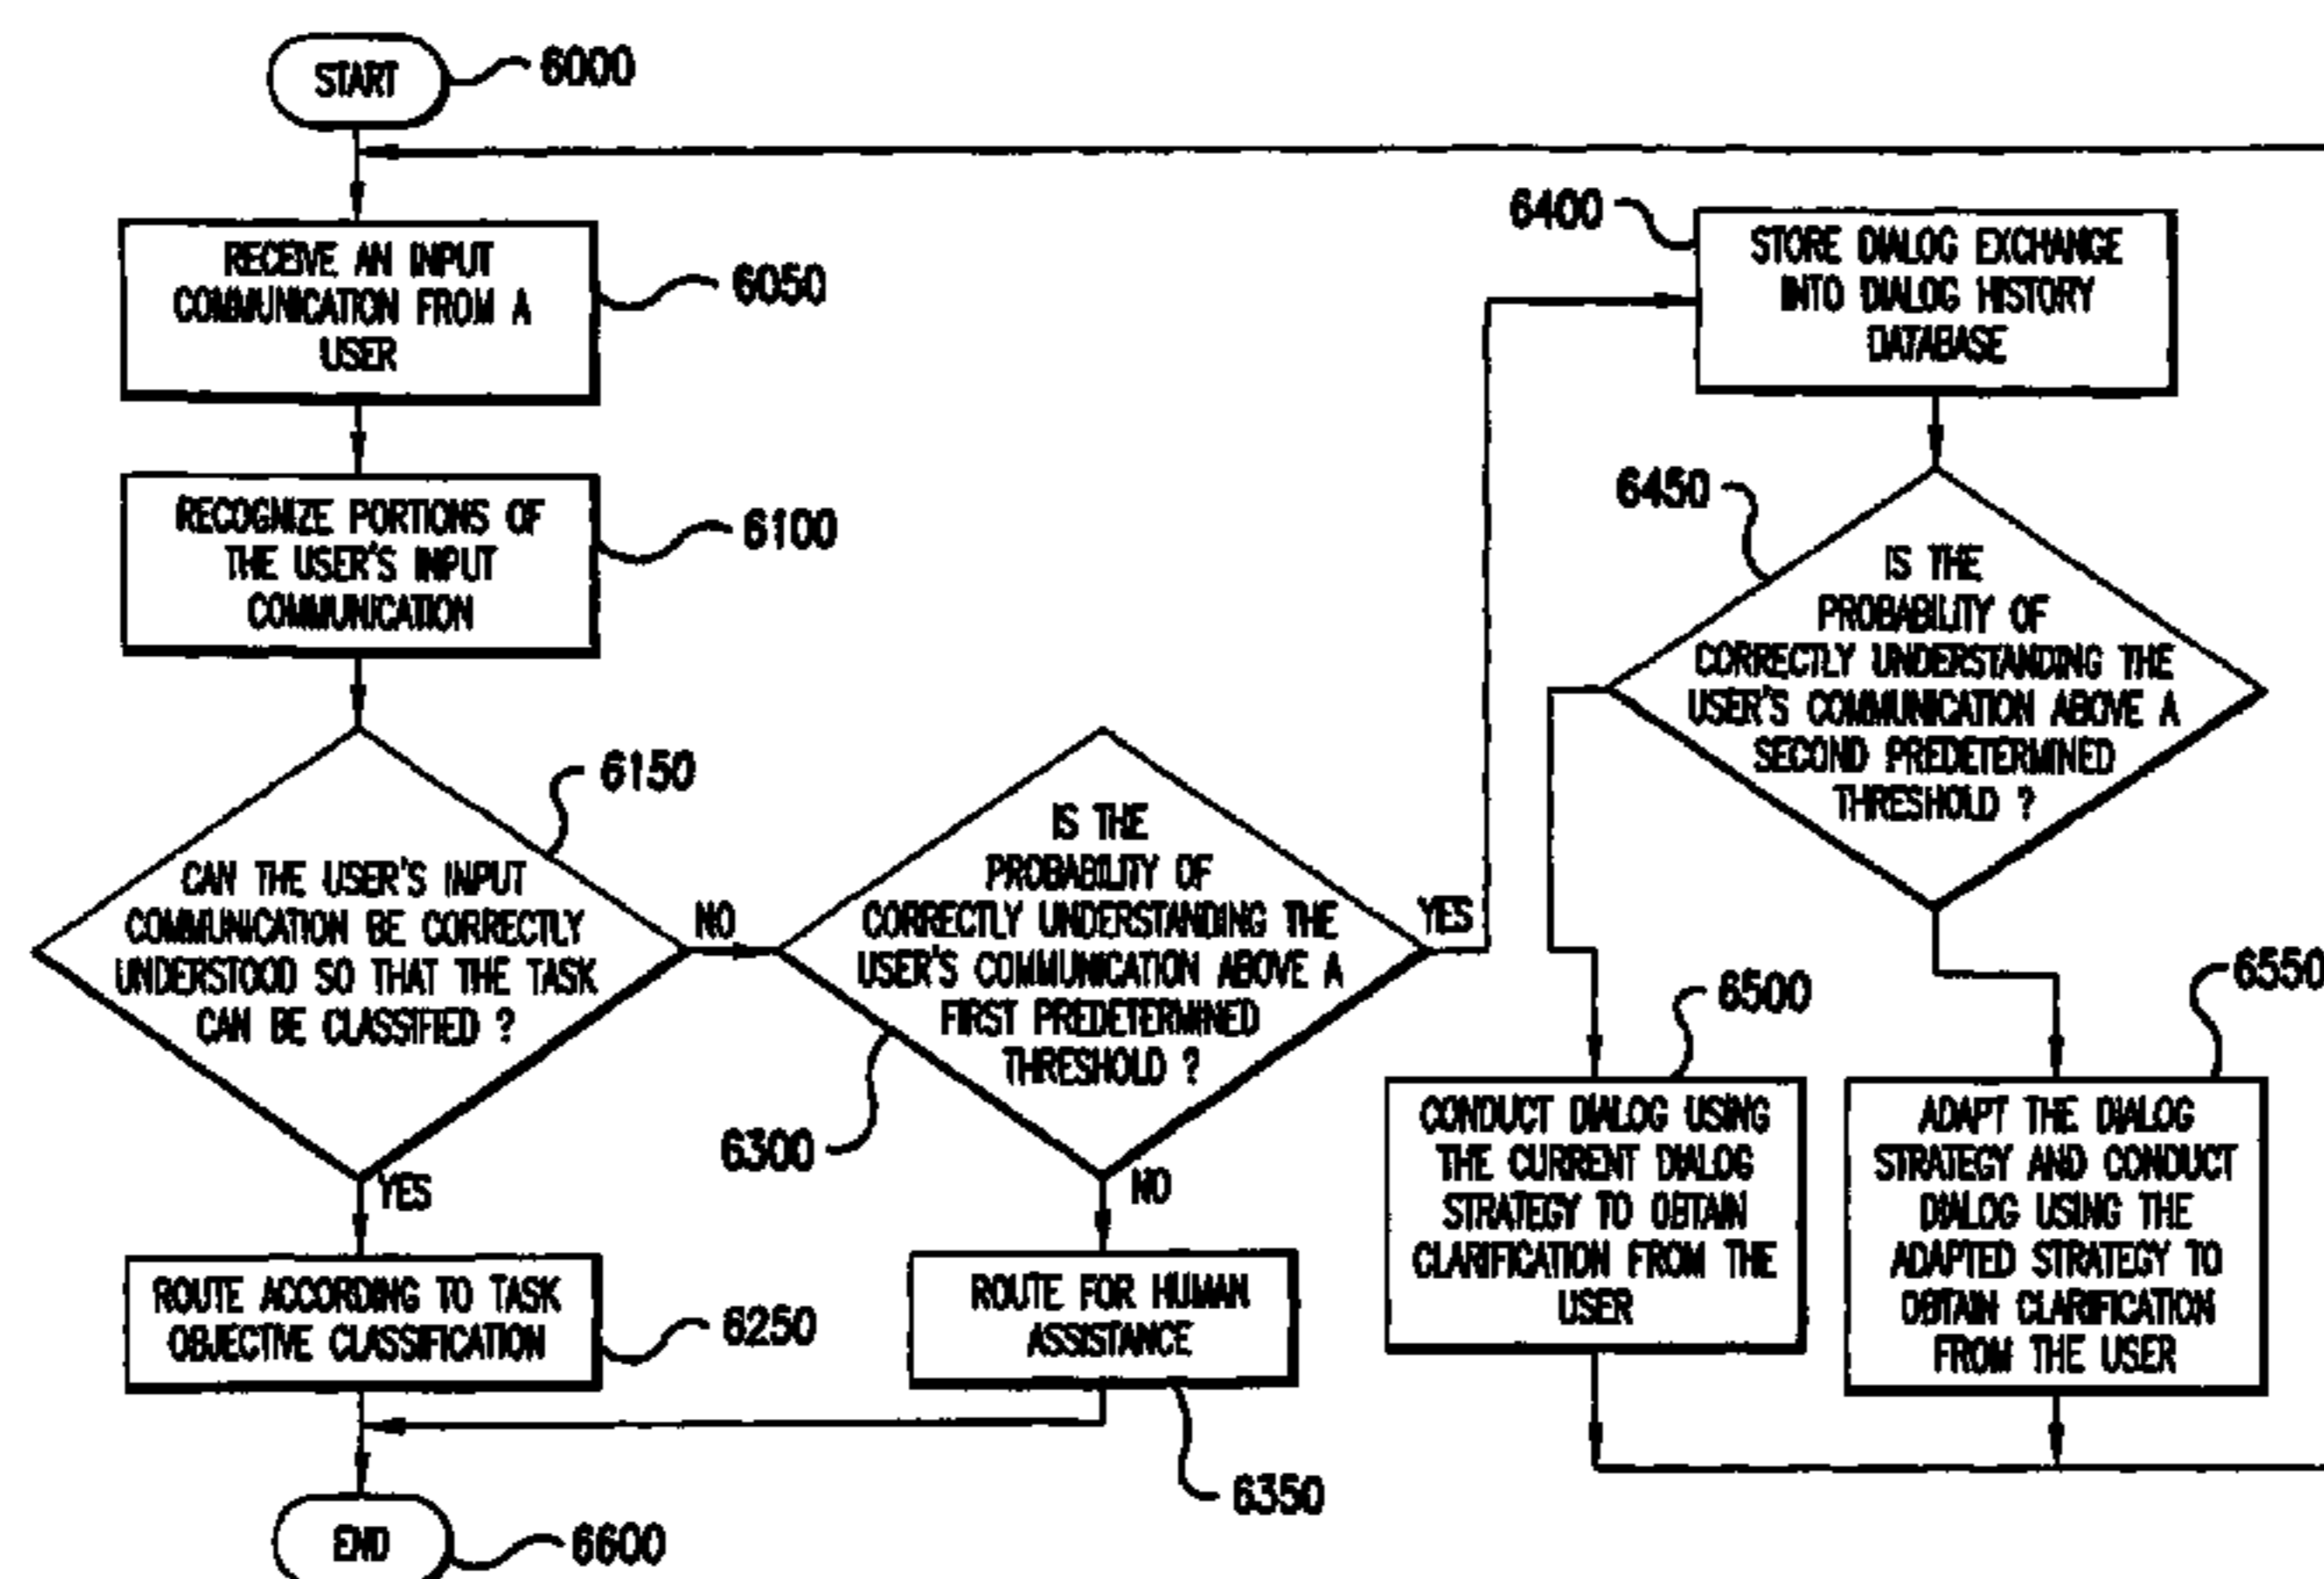 START
6000
RECEIVE AN INPUT
COMMUNICATION FROM A
USER
6050
RECOGNIZE PORTIONS OF
THE USER'S INPUT
COMMUNICATION
6100
CAN THE USER'S INPUT
COMMUNICATION BE CORRECTLY
UNDERSTOOD SO THAT THE TASK
CAN BE CLASSIFIED ?
6150
NO
YES
ROUTE ACCORDING TO TASK
OBJECTIVE CLASSIFICATION
6250
END
6600
IS THE
PROBABILITY OF
CORRECTLY UNDERSTANDING THE
USER'S COMMUNICATION ABOVE A
FIRST PREDETERMINED
THRESHOLD ?
6300
YES
NO
ROUTE FOR HUMAN
ASSISTANCE
6350
6400
STORE DIALOG EXCHANGE
INTO DIALOG HISTORY
DATABASE
6450
IS THE
PROBABILITY OF
CORRECTLY UNDERSTANDING THE
USER'S COMMUNICATION ABOVE A
SECOND PREDETERMINED
THRESHOLD ?
6500
CONDUCT DIALOG USING
THE CURRENT DIALOG
STRATEGY TO OBTAIN
CLARIFICATION FROM THE
USER
6550
ADAPT THE DIALOG
STRATEGY AND CONDUCT
DIALOG USING THE
ADAPTED STRATEGY TO
OBTAIN CLARIFICATION
FROM THE USER